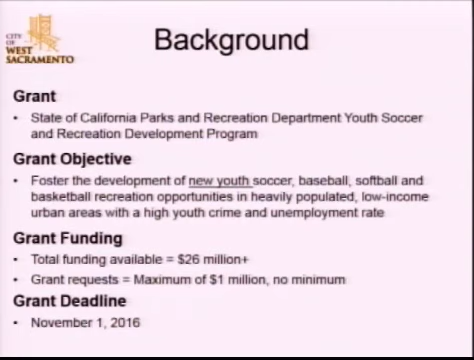 CITY
OF
WEST
SACRAMENTO
Background
Grant
• State of California Parks and Recreation Department Youth Soccer
and Recreation Development Program
Grant Objective
• Foster the development of new youth soccer, baseball, softball and
basketball recreation opportunities in heavily populated, low-income
urban areas with a high youth crime and unemployment rate
Grant Funding
• Total funding available = $26 million+
• Grant requests = Maximum of $1 million, no minimum
Grant Deadline
• November 1, 2016